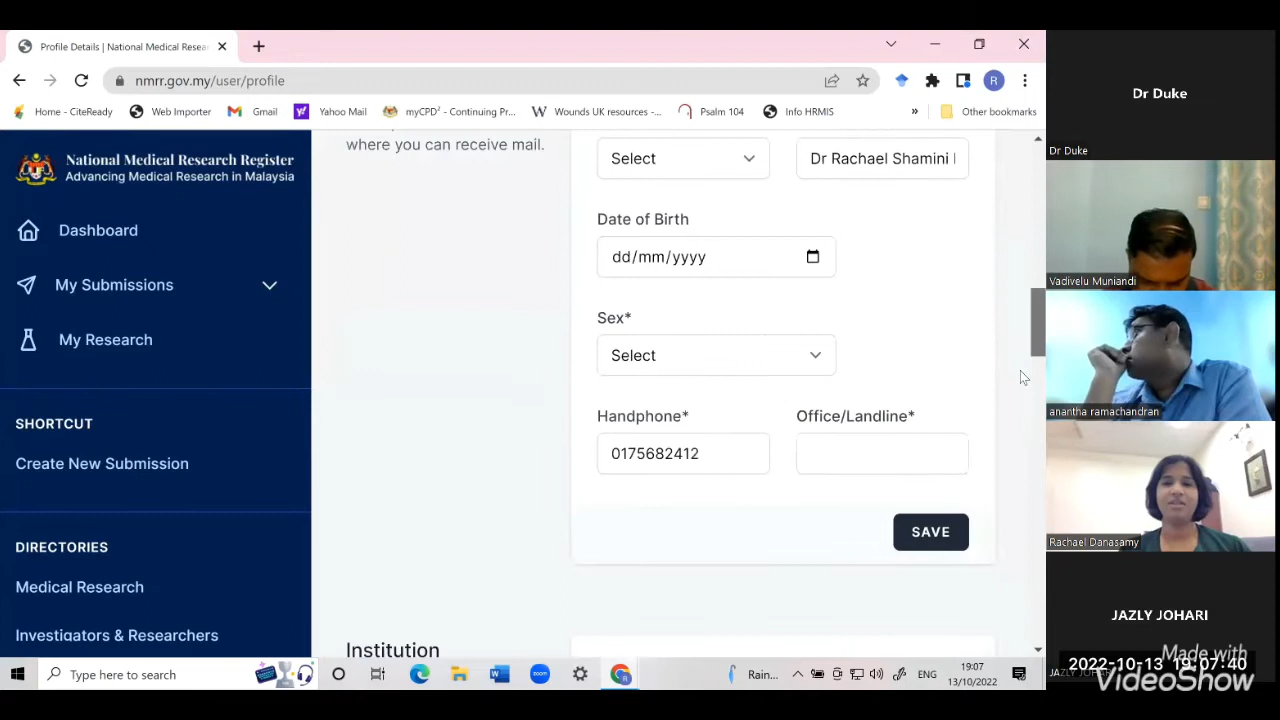 Profile Details | National Medical Resea
nmrr.gov.my/user/profile
Home - CiteReady
Web Importer
Gmail
Yahoo Mail
myCPD² - Continuing Pr...
Wounds UK resources -...
Psalm 104
Info HRMIS
»
Other bookmarks
National Medical Research Register
Advancing Medical Research in Malaysia
Dashboard
My Submissions
My Research
SHORTCUT
Create New Submission
DIRECTORIES
Medical Research
Investigators & Researchers
where you can receive mail.
Select
Dr Rachael Shamini
Date of Birth
dd/mm/yyyy
Sex*
Select
Handphone*
Office/Landline*
0175682412
SAVE
Institution
Type here to search
Rain...
ENG
19:07
13/10/2022
Dr Duke
Dr Duke
Vadivelu Muniandi
anantha ramachandran
Rachael Danasamy
JAZLY JOHARI
2022-10-13 19:07:40
Made with
VideoShow